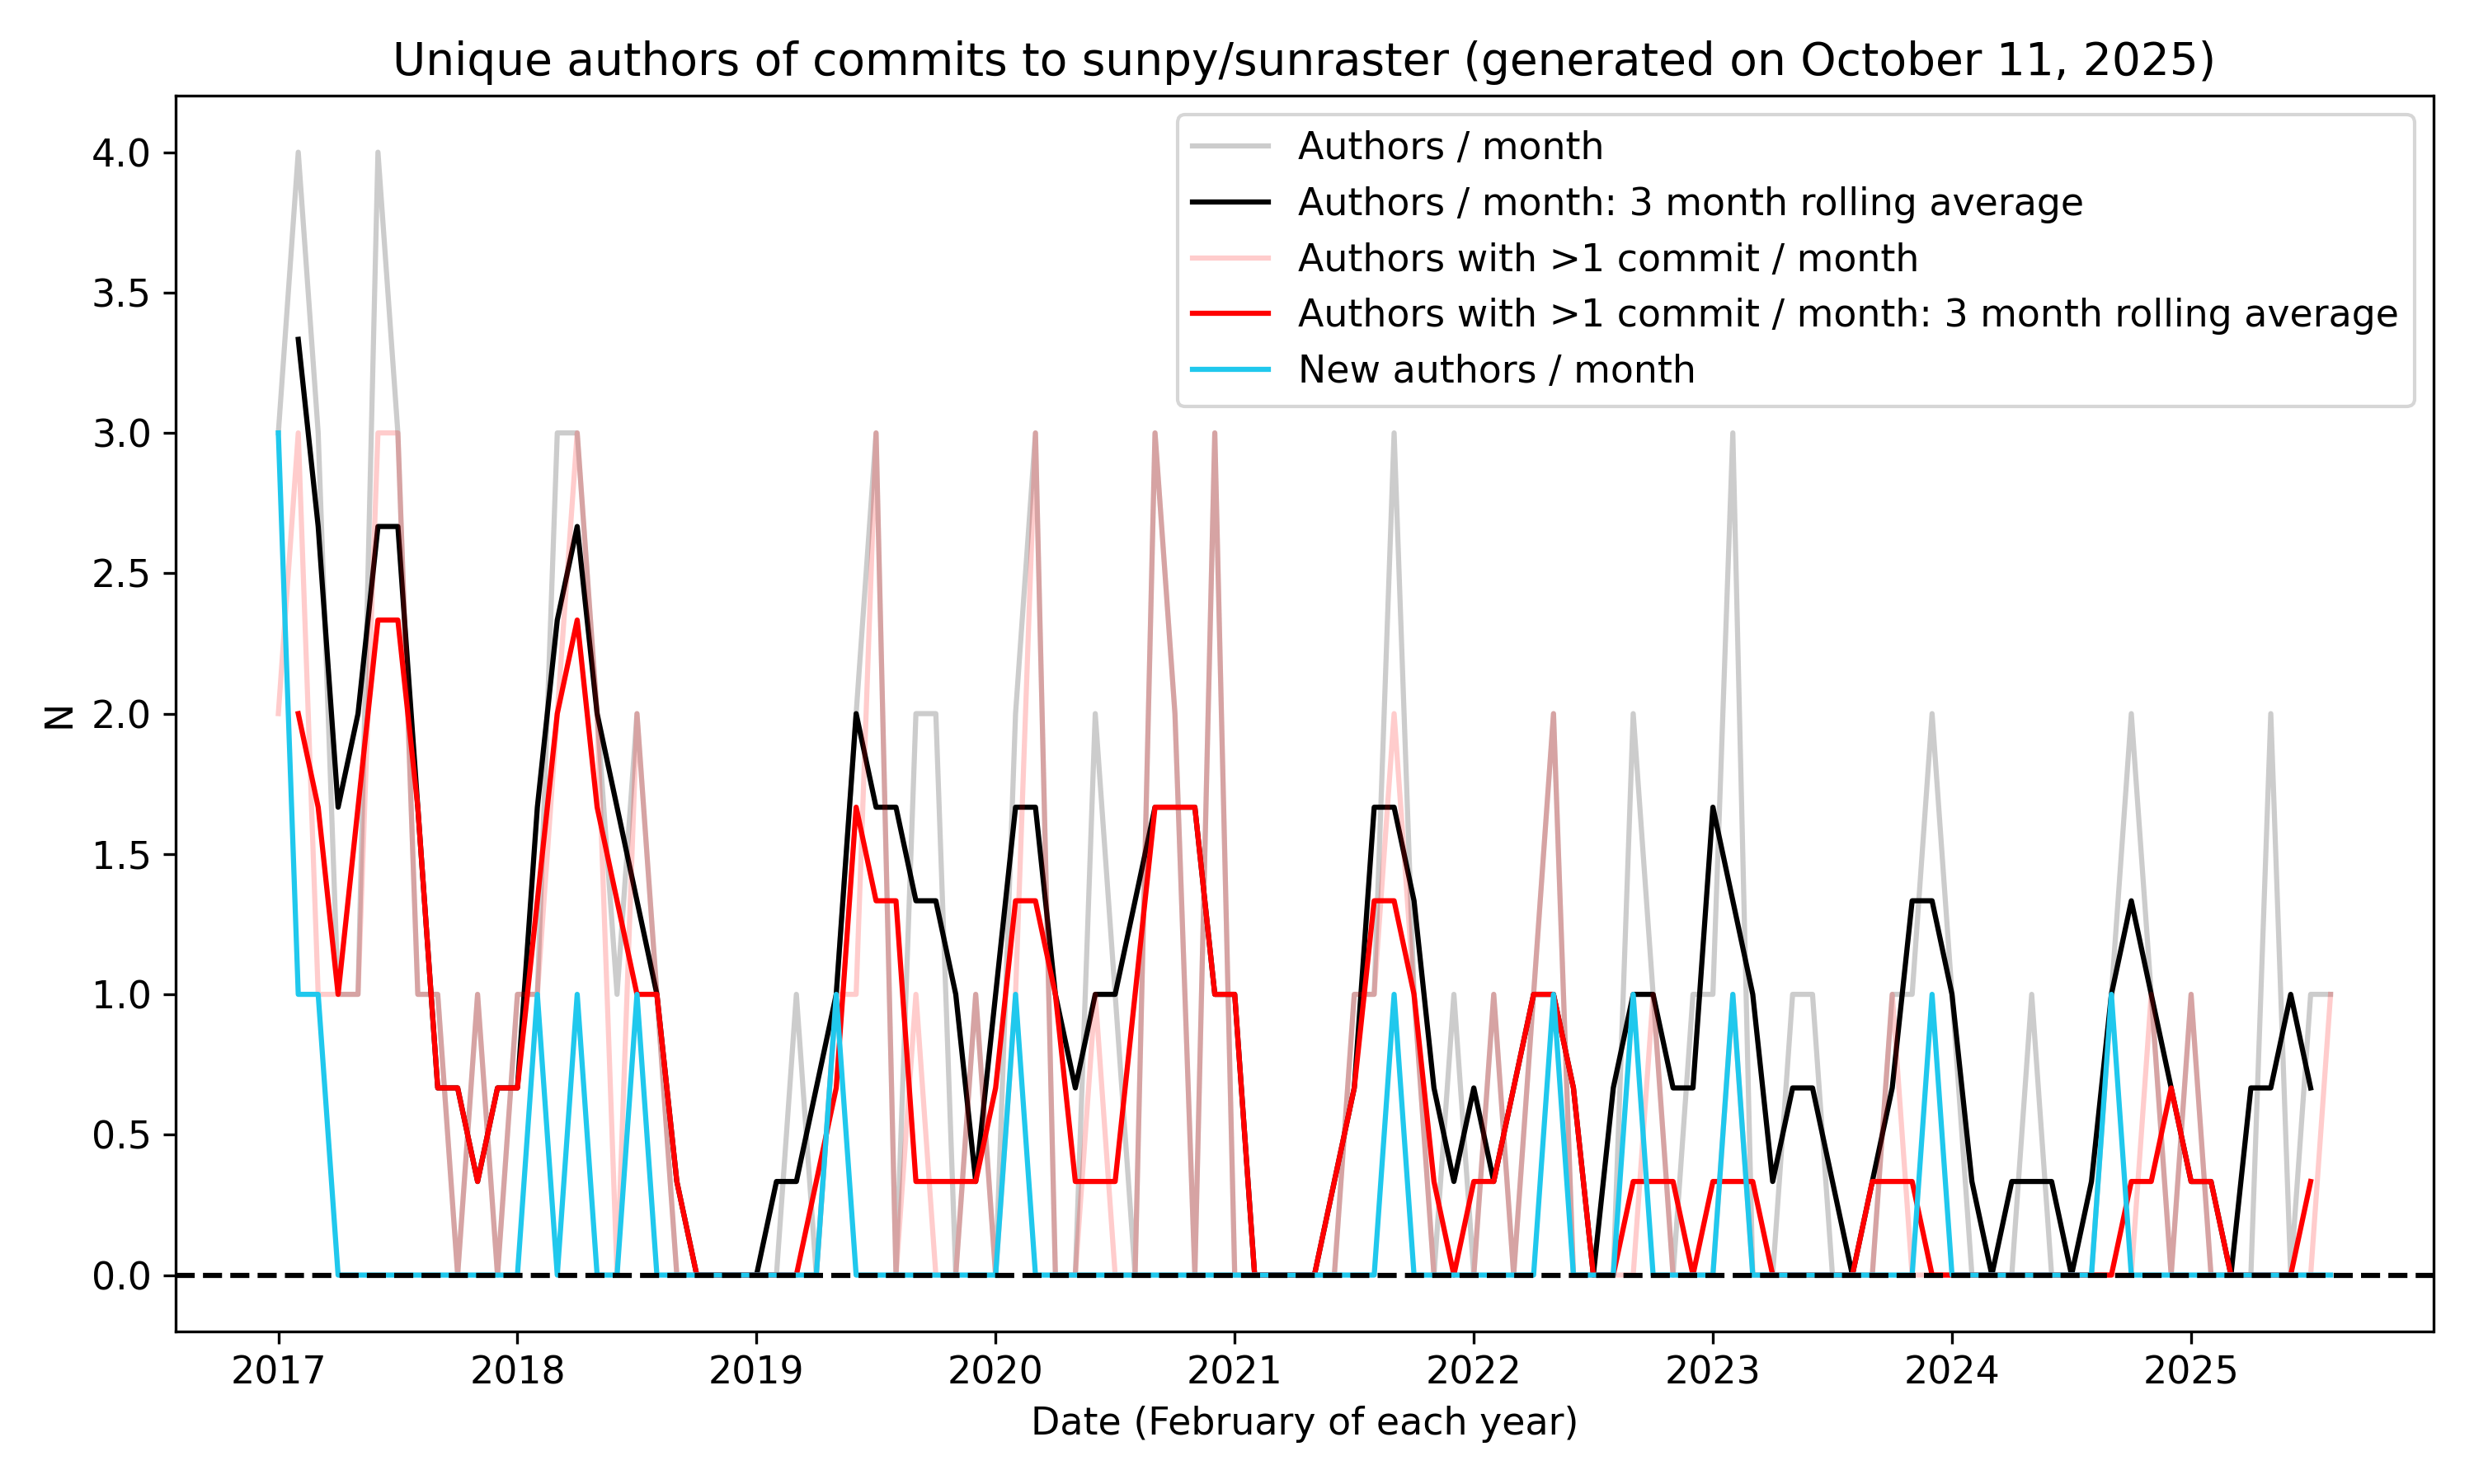 Unique authors of commits to sunpy/sunraster (generated on October 11, 2025)
Authors / month
Authors / month: 3 month rolling average
Authors with >1 commit / month
Authors with >1 commit / month: 3 month rolling average
New authors / month
4.0
3.5
3.0
2.5
2.0
1.5
1.0
0.5
0.0
N
2017 2018 2019 2020 2021 2022 2023 2024 2025
Date (February of each year)